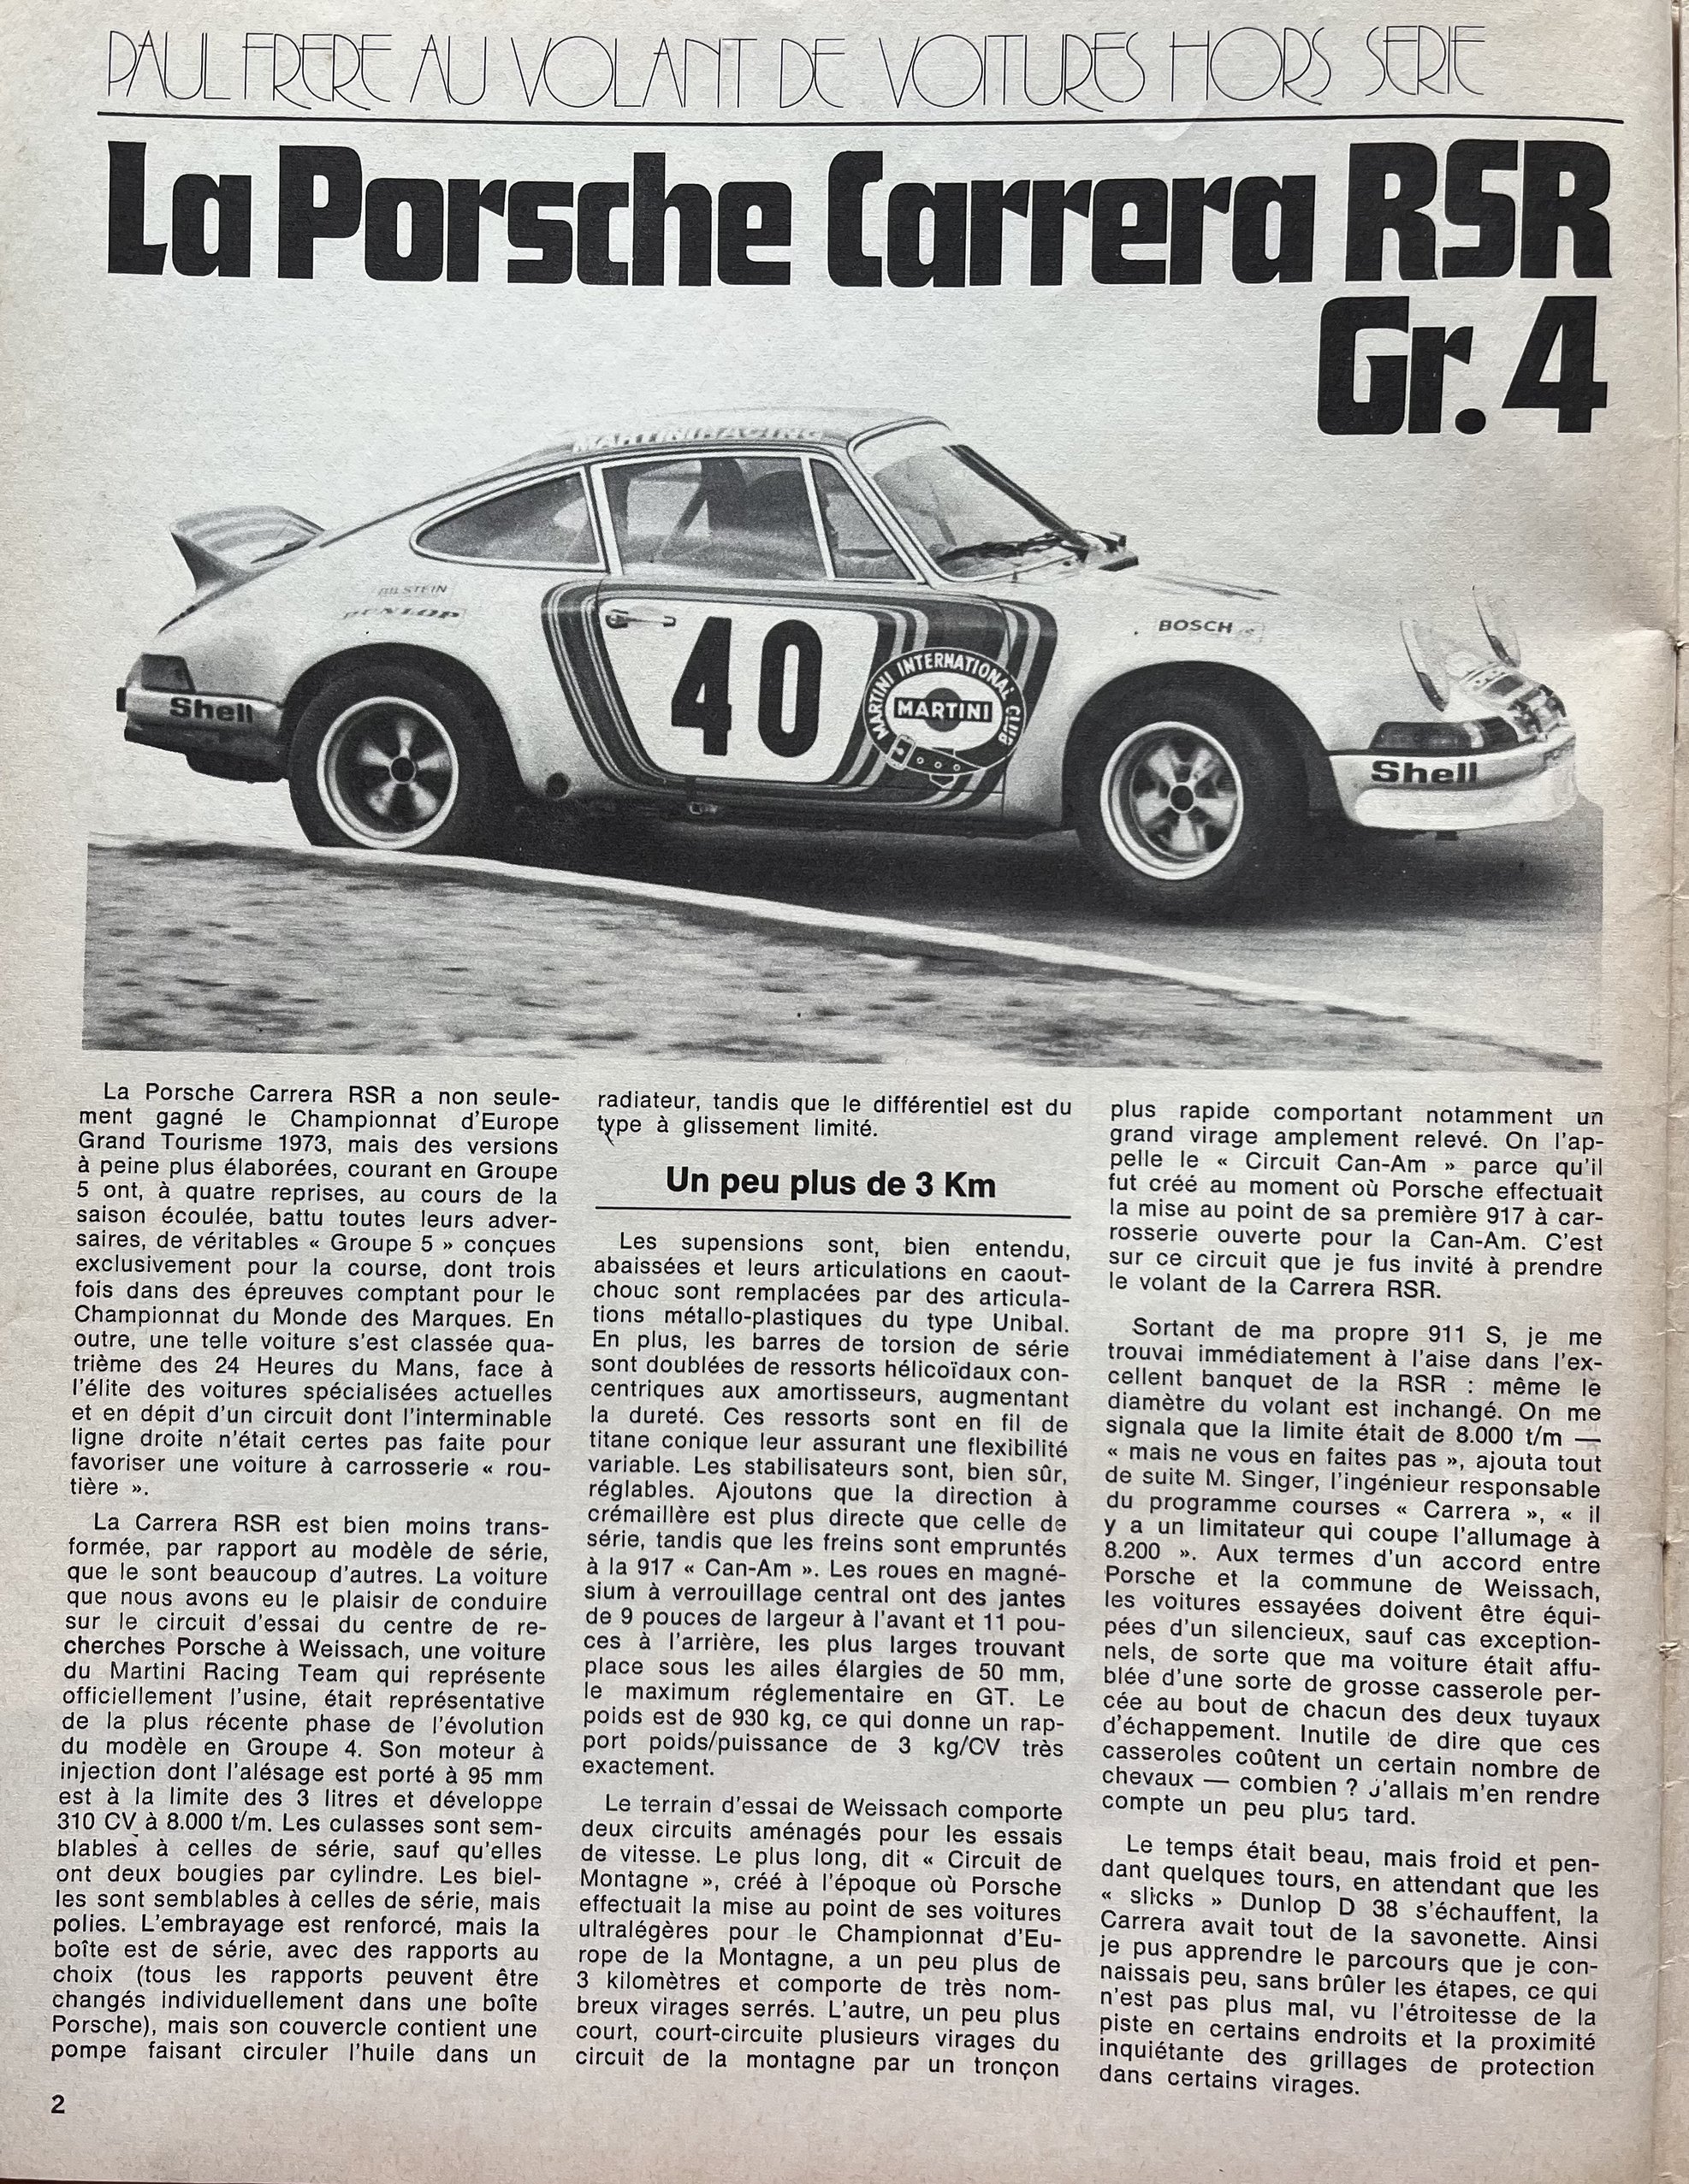 PAUL FRERE AU VOLANT DE VOITURES HORS SERIE
La Porsche Carrera RSR
Gr. 4
MARTINI RACING
BILSTEIN
DUNLOP
BOSCH
40
MARTINI INTERNATIONAL CLUB
MARTINI
Shell
Shell
La Porsche Carrera RSR a non seule-
ment gagné le Championnat d'Europe
Grand Tourisme 1973, mais des versions
à peine plus élaborées, courant en Groupe
5 ont, à quatre reprises, au cours de la
saison écoulée, battu toutes leurs adver-
saires, de véritables « Groupe 5 » conçues
exclusivement pour la course, dont trois
fois dans des épreuves comptant pour le
Championnat du Monde des Marques. En
outre, une telle voiture s'est classée qua-
trième des 24 Heures du Mans, face à
l'élite des voitures spécialisées actuelles
et en dépit d'un circuit dont l'interminable
ligne droite n'était certes pas faite pour
favoriser une voiture à carrosserie « rou-
tière ».
La Carrera RSR est bien moins trans-
formée, par rapport au modèle de série,
que le sont beaucoup d'autres. La voiture
que nous avons eu le plaisir de conduire
sur le circuit d'essai du centre de re-
cherches Porsche à Weissach, une voiture
du Martini Racing Team qui représente
officiellement l'usine, était représentative
de la plus récente phase de l'évolution
du modèle en Groupe 4. Son moteur à
injection dont l'alésage est porté à 95 mm
est à la limite des 3 litres et développe
310 CV à 8.000 t/m. Les culasses sont sem-
blables à celles de série, sauf qu'elles
ont deux bougies par cylindre. Les biel-
les sont semblables à celles de série, mais
polies. L'embrayage est renforcé, mais la
boîte est de série, avec des rapports au
choix (tous les rapports peuvent être
changés individuellement dans une boîte
Porsche), mais son couvercle contient une
pompe faisant circuler l'huile dans un
radiateur, tandis que le différentiel est du
type à glissement limité.
Un peu plus de 3 Km
Les supensions sont, bien entendu,
abaissées et leurs articulations en caout-
chouc sont remplacées par des articula-
tions métallo-plastiques du type Unibal.
En plus, les barres de torsion de série
sont doublées de ressorts hélicoïdaux con-
centriques aux amortisseurs, augmentant
la dureté. Ces ressorts sont en fil de
titane conique leur assurant une flexibilité
variable. Les stabilisateurs sont, bien sûr,
réglables. Ajoutons que la direction à
crémaillère est plus directe que celle de
série, tandis que les freins sont empruntés
à la 917 « Can-Am ». Les roues en magné-
sium à verrouillage central ont des jantes
de 9 pouces de largeur à l'avant et 11 pou-
ces à l'arrière, les plus larges trouvant
place sous les ailes élargies de 50 mm,
le maximum réglementaire en GT. Le
poids est de 930 kg, ce qui donne un rap-
port poids/puissance de 3 kg/CV très
exactement.
Le terrain d'essai de Weissach comporte
deux circuits aménagés pour les essais
de vitesse. Le plus long, dit « Circuit de
Montagne », créé à l'époque où Porsche
effectuait la mise au point de ses voitures
ultralégères pour le Championnat d'Eu-
rope de la Montagne, a un peu plus de
3 kilomètres et comporte de très nom-
breux virages serrés. L'autre, un peu plus
court, court-circuite plusieurs virages du
circuit de la montagne par un tronçon
plus rapide comportant notamment un
grand virage amplement relevé. On l'ap-
pelle le « Circuit Can-Am » parce qu'il
fut créé au moment où Porsche effectuait
la mise au point de sa première 917 à car-
rosserie ouverte pour la Can-Am. C'est
sur ce circuit que je fus invité à prendre
le volant de la Carrera RSR.
Sortant de ma propre 911 S, je me
trouvai immédiatement à l'aise dans l'ex-
cellent banquet de la RSR : même le
diamètre du volant est inchangé. On me
signala que la limite était de 8.000 t/m —
« mais ne vous en faites pas », ajouta tout
de suite M. Singer, l'ingénieur responsable
du programme courses « Carrera », « il
y a un limitateur qui coupe l'allumage à
8.200 ». Aux termes d'un accord entre
Porsche et la commune de Weissach,
les voitures essayées doivent être équi-
pées d'un silencieux, sauf cas exception-
nels, de sorte que ma voiture était affu-
blée d'une sorte de grosse casserole per-
cée au bout de chacun des deux tuyaux
d'échappement. Inutile de dire que ces
casseroles coûtent un certain nombre de
chevaux — combien ? J'allais m'en rendre
compte un peu plus tard.
Le temps était beau, mais froid et pen-
dant quelques tours, en attendant que les
« slicks » Dunlop D 38 s'échauffent, la
Carrera avait tout de la savonette. Ainsi
je pus apprendre le parcours que je con-
naissais peu, sans brûler les étapes, ce qui
n'est pas plus mal, vu l'étroitesse de la
piste en certains endroits et la proximité
inquiétante des grillages de protection
dans certains virages.
2